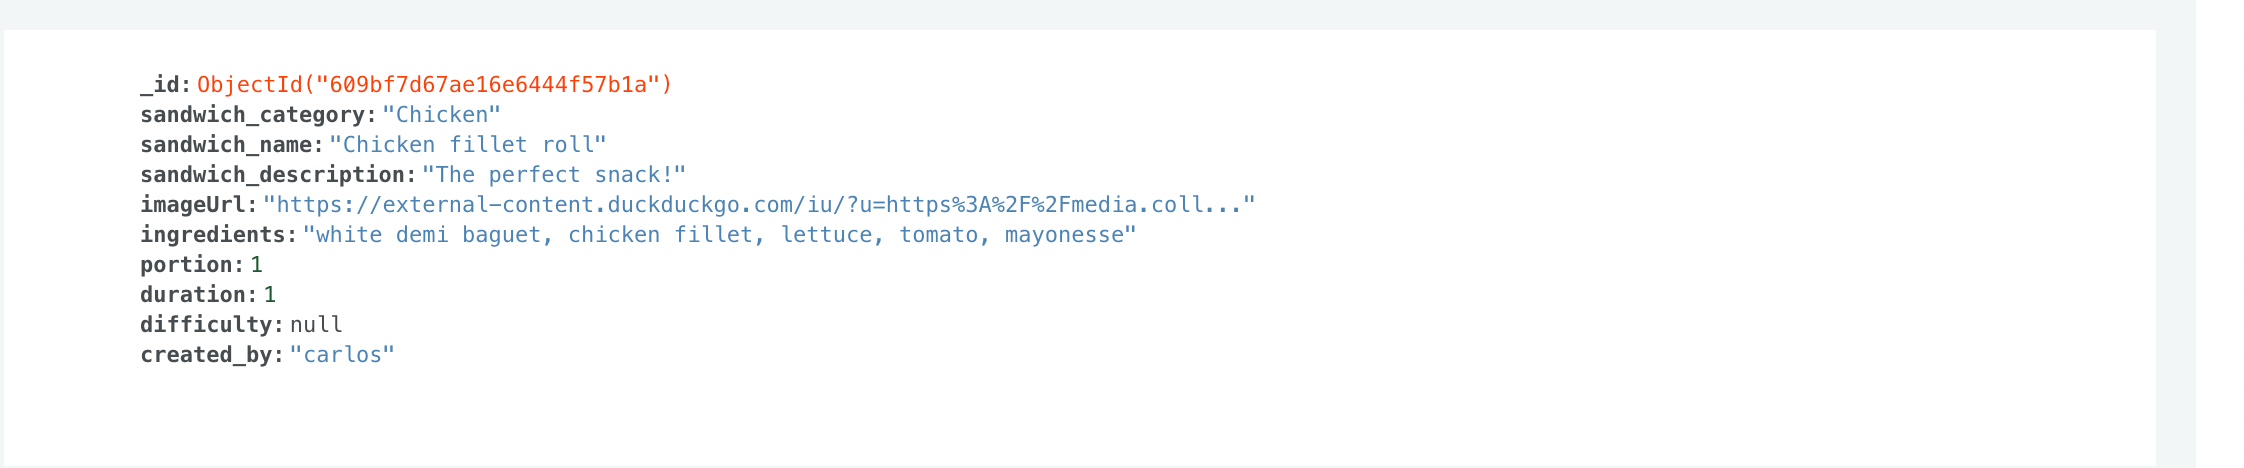 _id: ObjectId("609bf7d67ae16e6444f57b1a")
sandwich_category: "Chicken"
sandwich_name: "Chicken fillet roll"
sandwich_description: "The perfect snack!"
imageUrl: "https://external-content.duckduckgo.com/iu/?u=https%3A%2F%2Fmedia.coll..."
ingredients: "white demi baguet, chicken fillet, lettuce, tomato, mayonesse"
portion: 1
duration: 1
difficulty: null
created_by: "carlos"